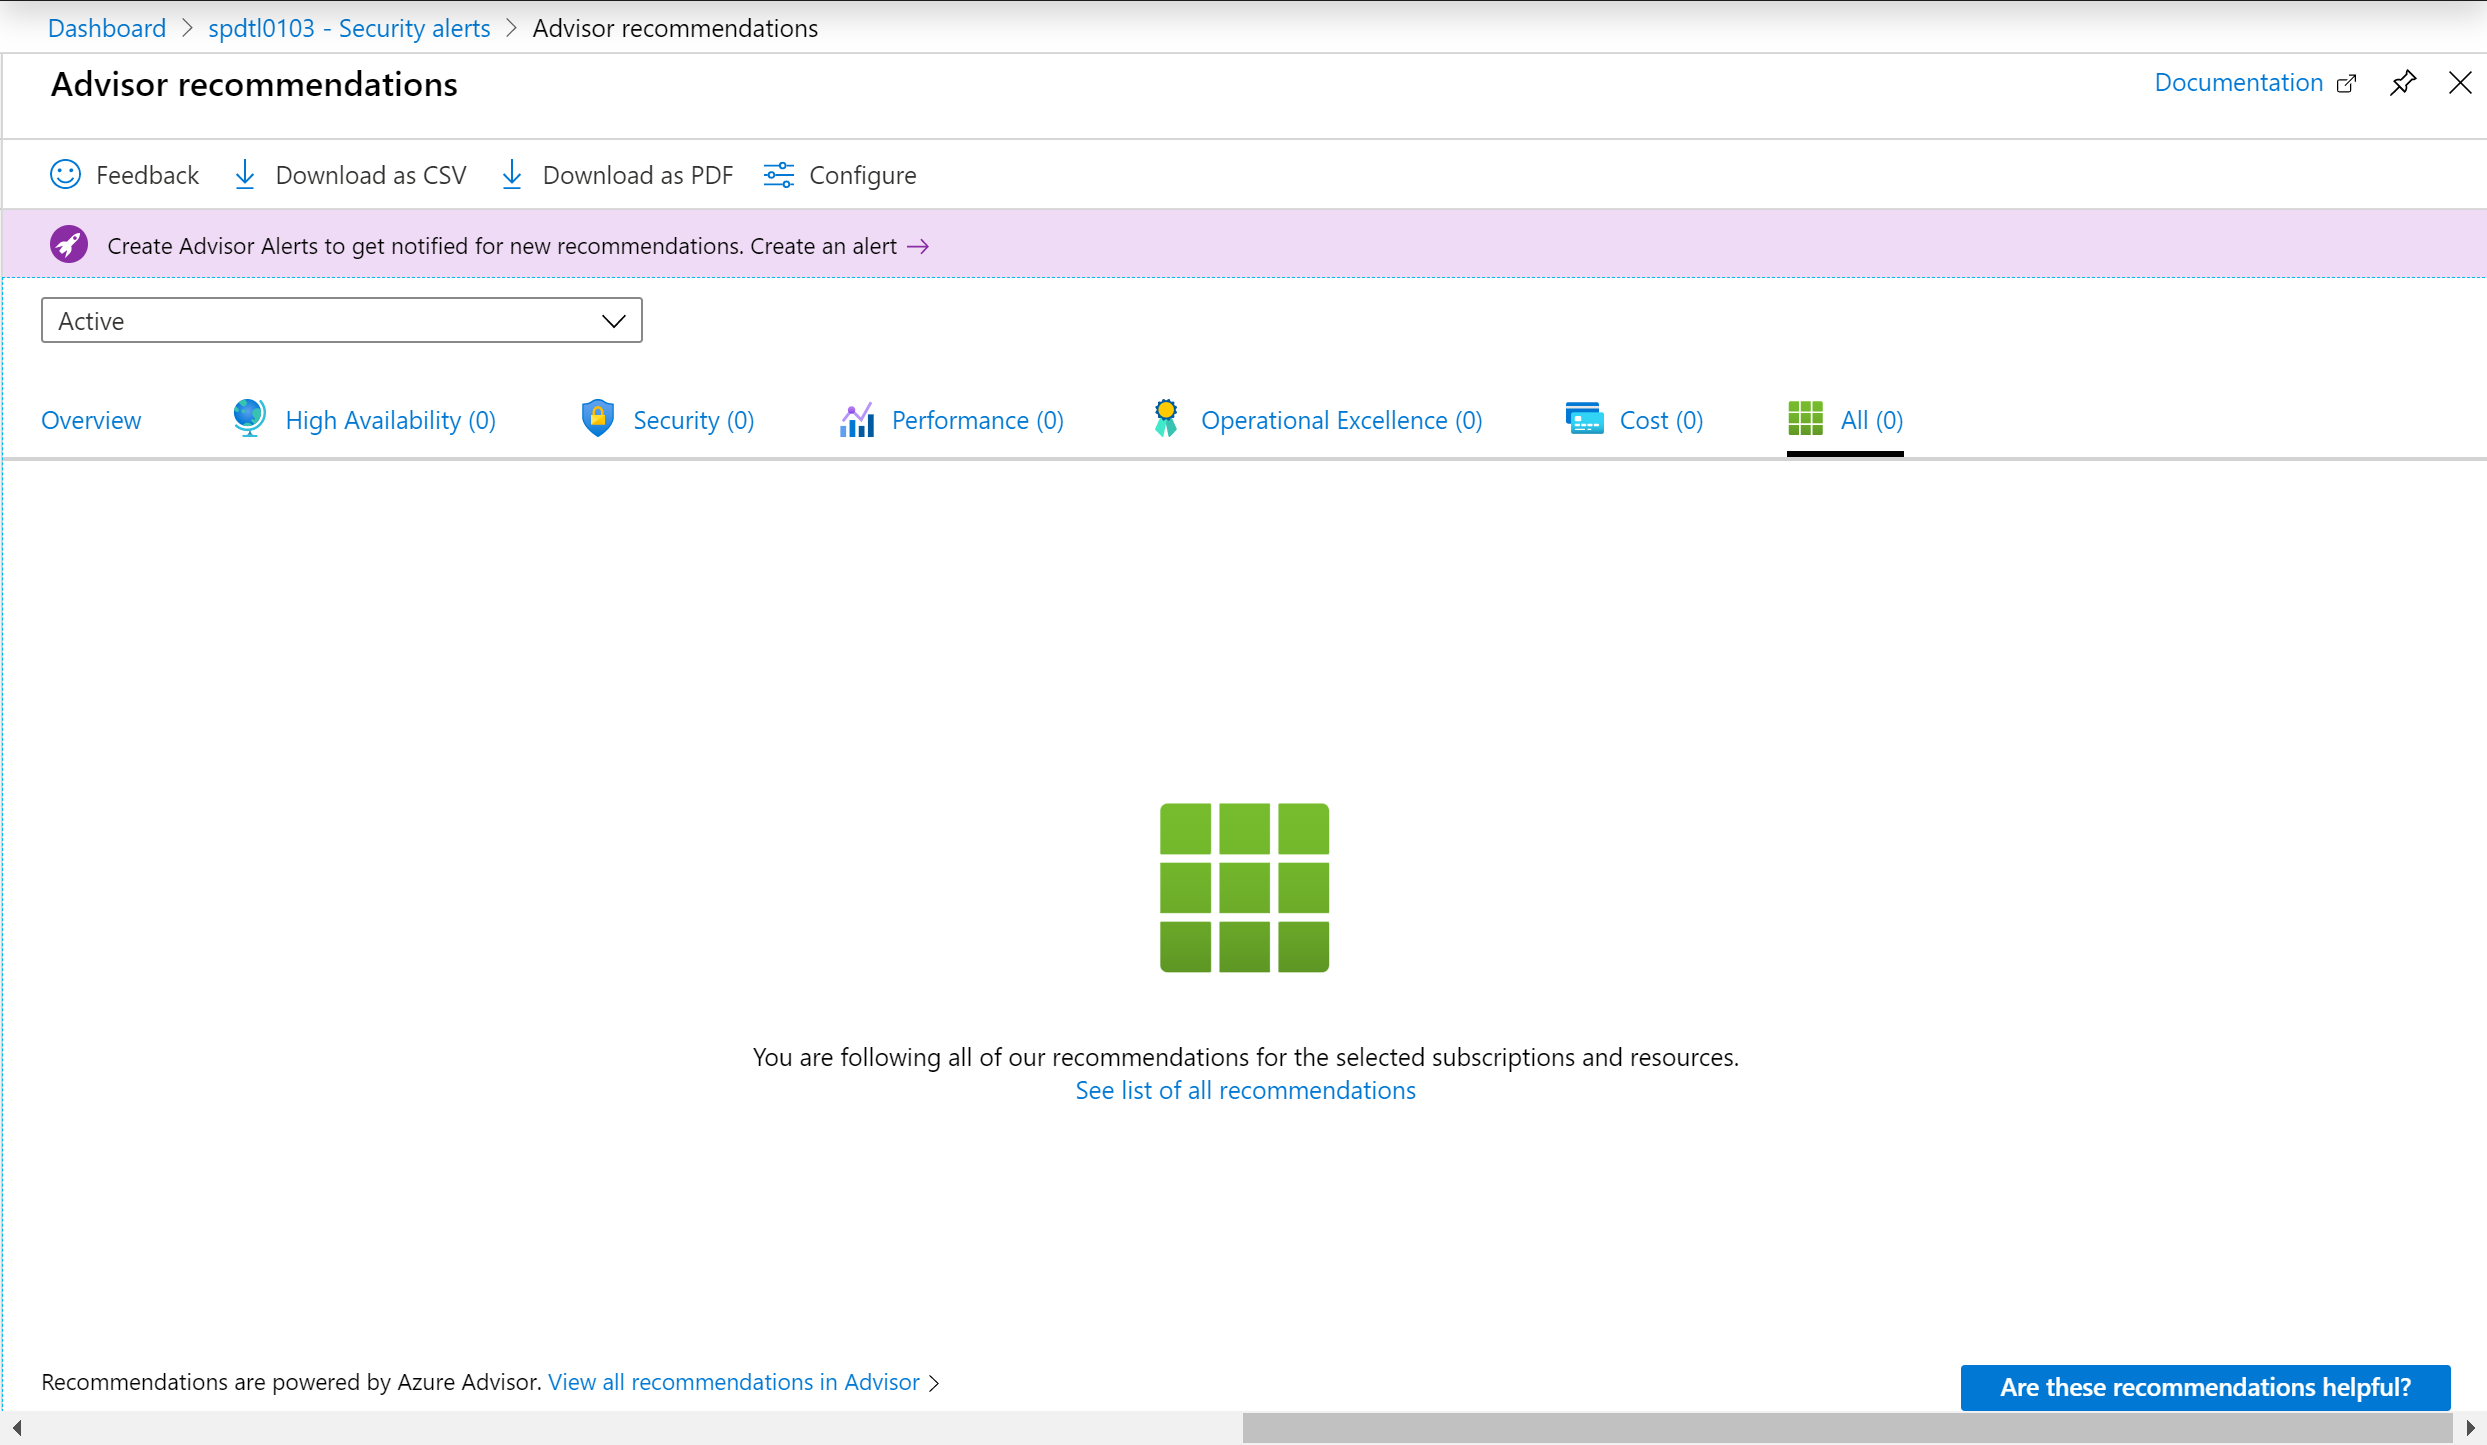 Dashboard > spdtl0103 - Security alerts > Advisor recommendations
Advisor recommendations
Documentation
Feedback
Download as CSV
Download as PDF
Configure
Create Advisor Alerts to get notified for new recommendations. Create an alert →
Active
Overview
High Availability (0)
Security (0)
Performance (0)
Operational Excellence (0)
Cost (0)
All (0)
You are following all of our recommendations for the selected subscriptions and resources.
See list of all recommendations
Recommendations are powered by Azure Advisor. View all recommendations in Advisor >
Are these recommendations helpful?